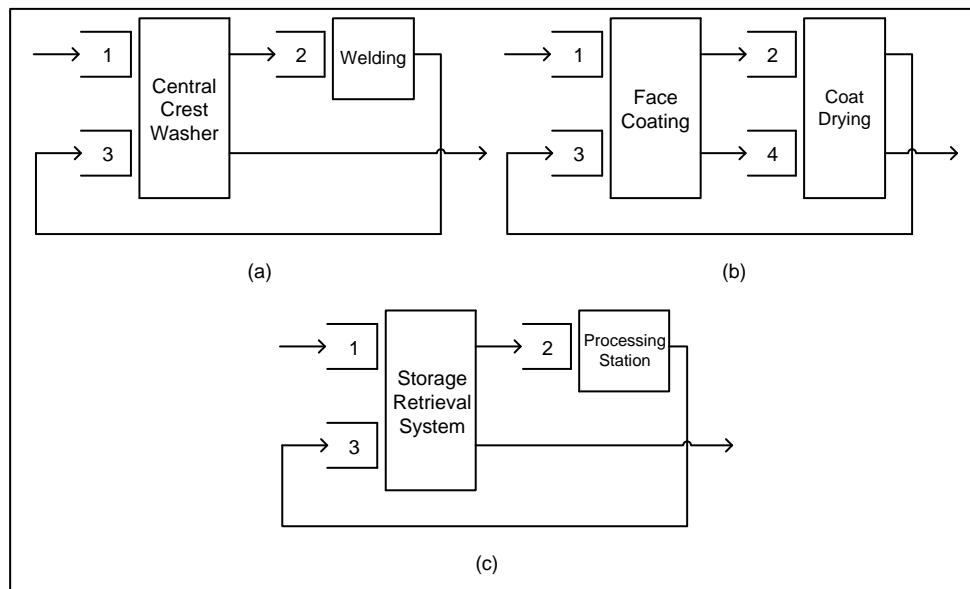 1
2
Welding
Central
Crest
Washer
3
(a)
1
2
Face
Coating
Coat
Drying
3
4
(b)
1
2
Processing
Station
Storage
Retrieval
System
3
(c)